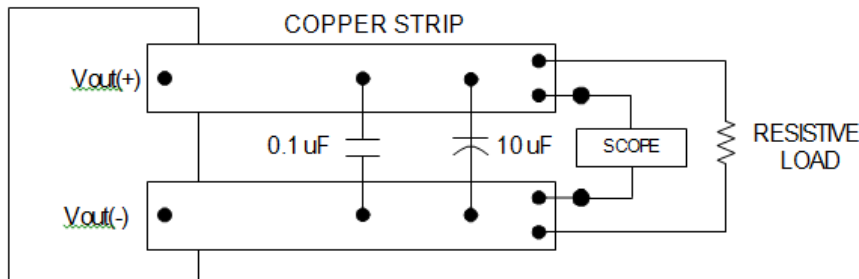 COPPER STRIP
Vout(+)
0.1 uF
10 uF
SCOPE
RESISTIVE
LOAD
Vout(-)